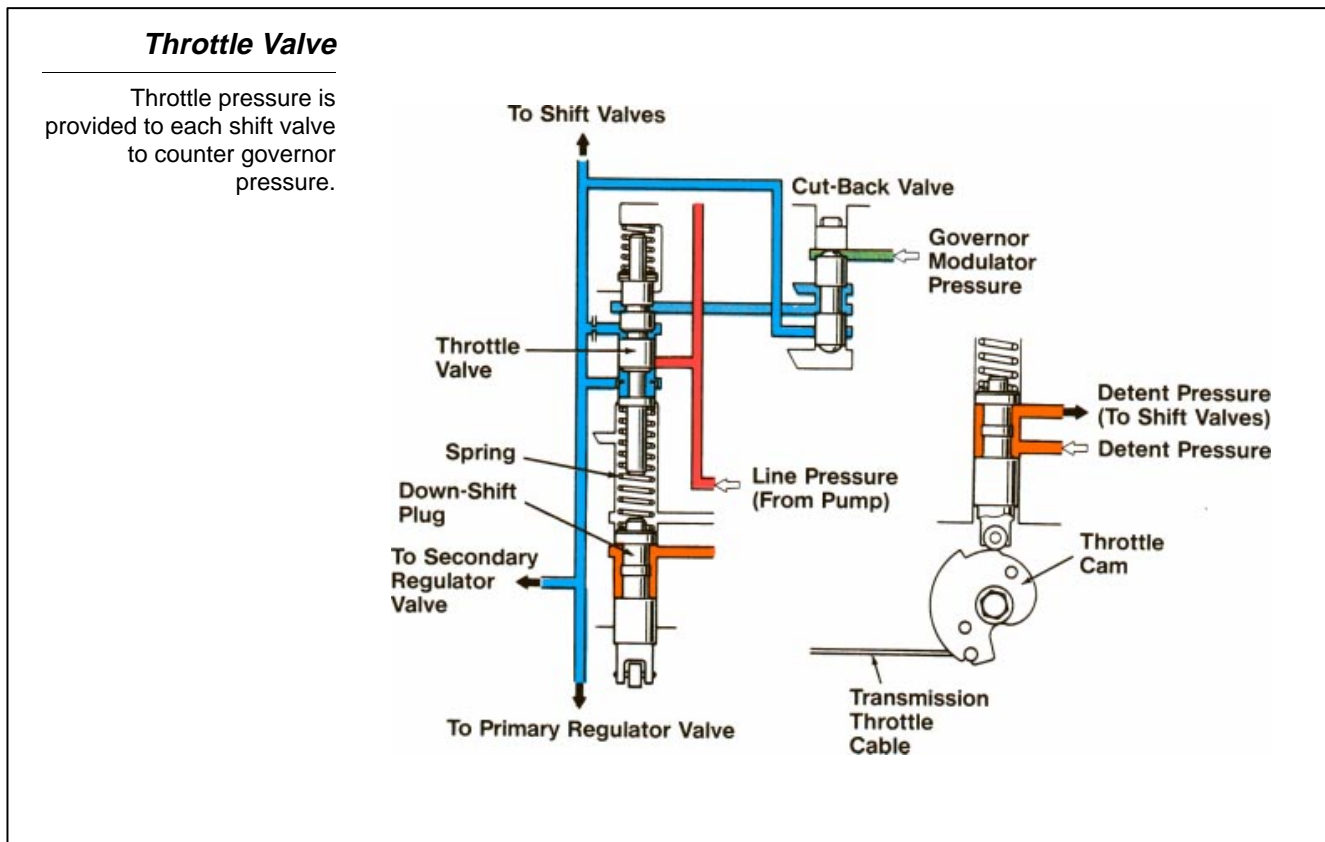 Throttle Valve
Throttle pressure is
provided to each shift valve
to counter governor
pressure.
To Shift Valves
Cut-Back Valve
Governor
Modulator
Pressure
Throttle
Valve
Detent Pressure
(To Shift Valves)
Detent Pressure
Spring
Line Pressure
(From Pump)
Down-Shift
Plug
Throttle
Cam
To Secondary
Regulator
Valve
Transmission
Throttle
Cable
To Primary Regulator Valve